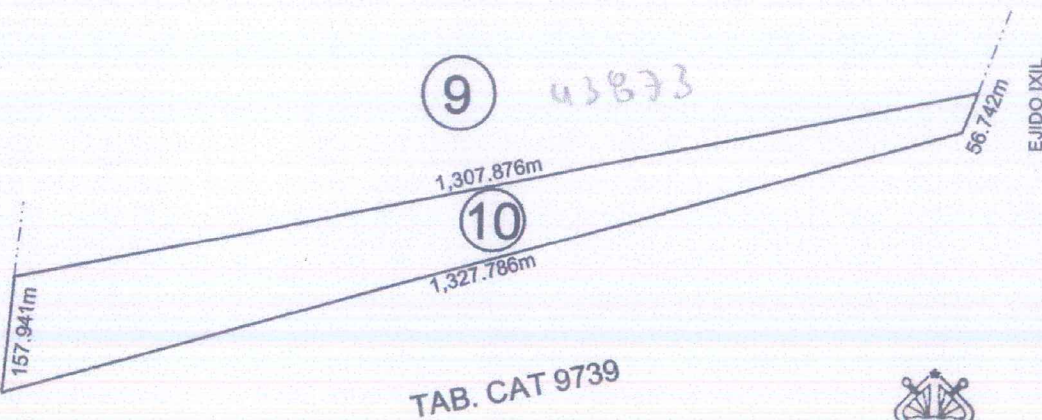 9
43873
1,307.876m
56.742m
EJIDO IXIL
10
1,327.786m
157.941m
TAB. CAT 9739